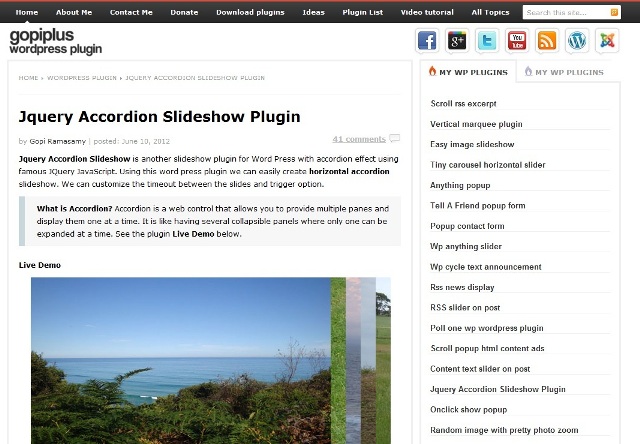 Home About Me Contact Me Donate Download plugins Ideas Plugin List Video tutorial All Topics Search this site...
gopiplus
wordpress plugin
You
Tube
HOME ▸ WORDPRESS PLUGIN ▸ JQUERY ACCORDION SLIDESHOW PLUGIN
Jquery Accordion Slideshow Plugin
by Gopi Ramasamy | posted: June 10, 2012
41 comments
Jquery Accordion Slideshow is another slideshow plugin for Word Press with accordion effect using
famous JQuery JavaScript. Using this word press plugin we can easily create horizontal accordion
slideshow. We can customize the timeout between the slides and trigger option.
What is Accordion? Accordion is a web control that allows you to provide multiple panes and
display them one at a time. It is like having several collapsible panels where only one can be
expanded at a time. See the plugin Live Demo below.
Live Demo
MY WP PLUGINS MY WP PLUGINS
Scroll rss excerpt
Vertical marquee plugin
Easy image slideshow
Tiny carousel horizontal slider
Anything popup
Tell A Friend popup form
Popup contact form
Wp anything slider
Wp cycle text announcement
Rss news display
RSS slider on post
Poll one wp wordpress plugin
Scroll popup html content ads
Content text slider on post
Jquery Accordion Slideshow Plugin
Onclick show popup
Random image with pretty photo zoom